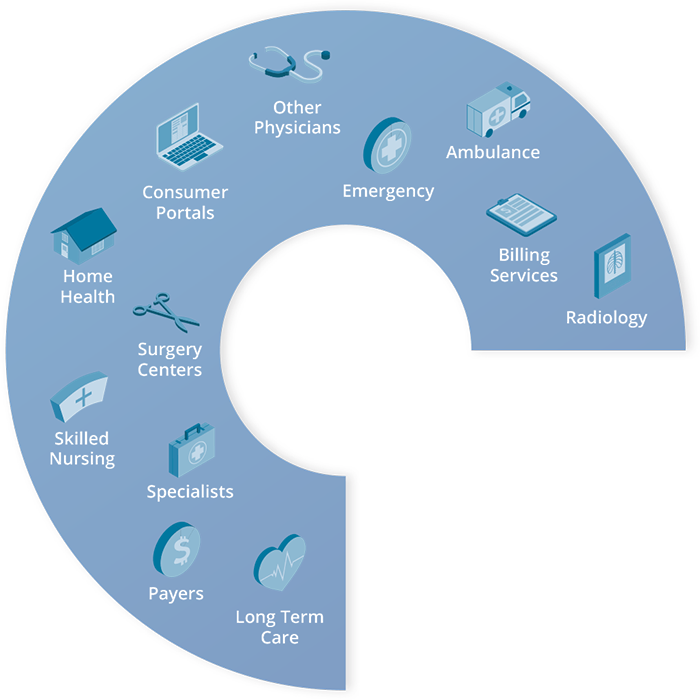 Other
Physicians
Ambulance
Emergency
Consumer
Portals
Billing
Services
Home
Health
Radiology
Surgery
Centers
Skilled
Nursing
Specialists
Payers
Long Term
Care
$